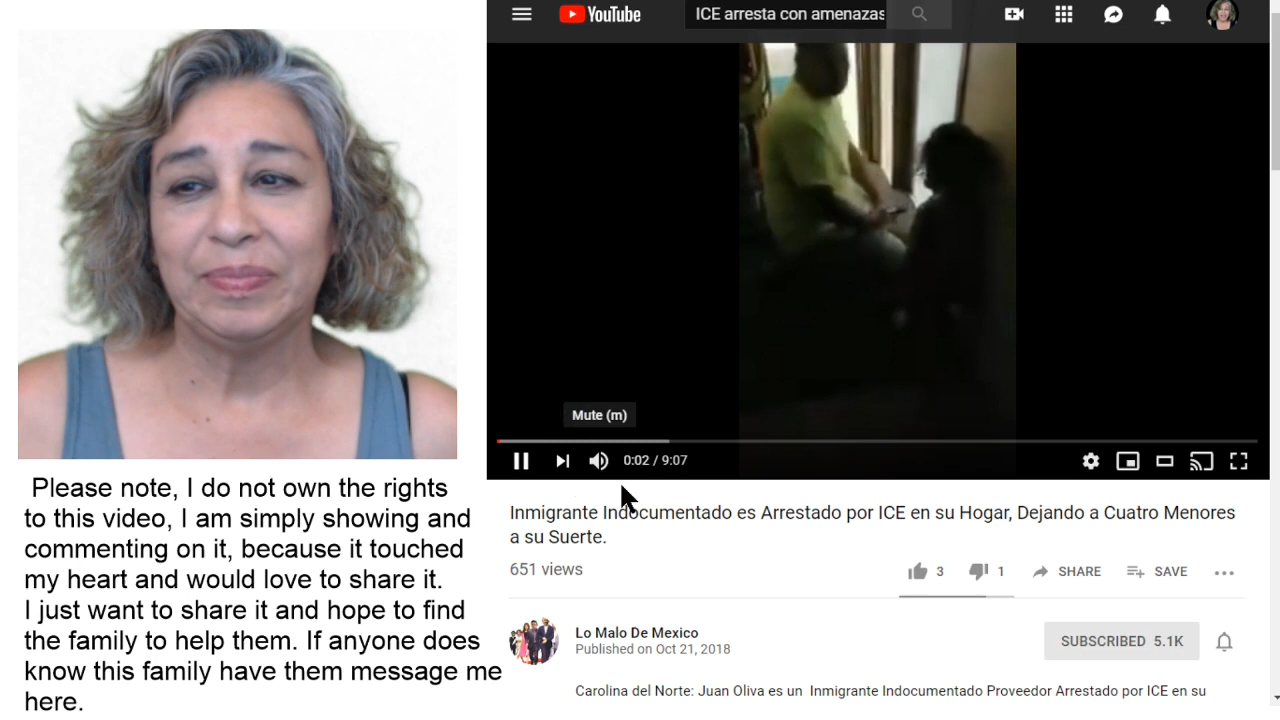 YouTube
ICE arresta con amenazas
Mute (m)
0:02 / 9:07
Please note, I do not own the rights
to this video, I am simply showing and
commenting on it, because it touched
my heart and would love to share it.
I just want to share it and hope to find
the family to help them. If anyone does
know this family have them message me
here.
Inmigrante Indocumentado es Arrestado por ICE en su Hogar, Dejando a Cuatro Menores
a su Suerte.
651 views
3
1
SHARE
SAVE
Lo Malo De Mexico
Published on Oct 21, 2018
SUBSCRIBED 5.1K
Carolina del Norte: Juan Oliva es un Inmigrante Indocumentado Proveedor Arrestado por ICE en su